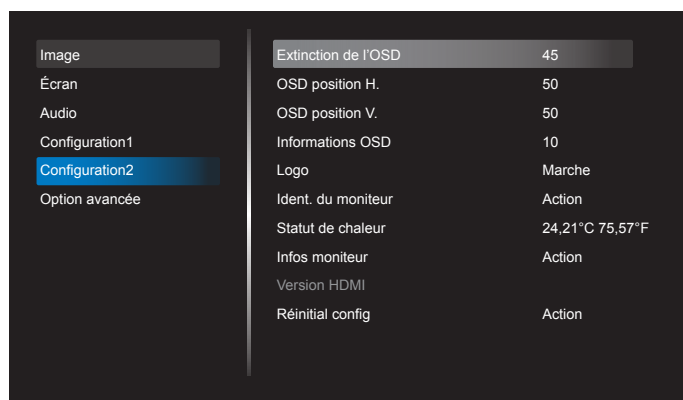 Image
Écran
Audio
Configuration1
Configuration2
Option avancée
Extinction de l'OSD 45
OSD position H. 50
OSD position V. 50
Informations OSD 10
Logo Marche
Ident. du moniteur Action
Statut de chaleur 24,21°C 75,57°F
Infos moniteur Action
Version HDMI
Réinitial config Action